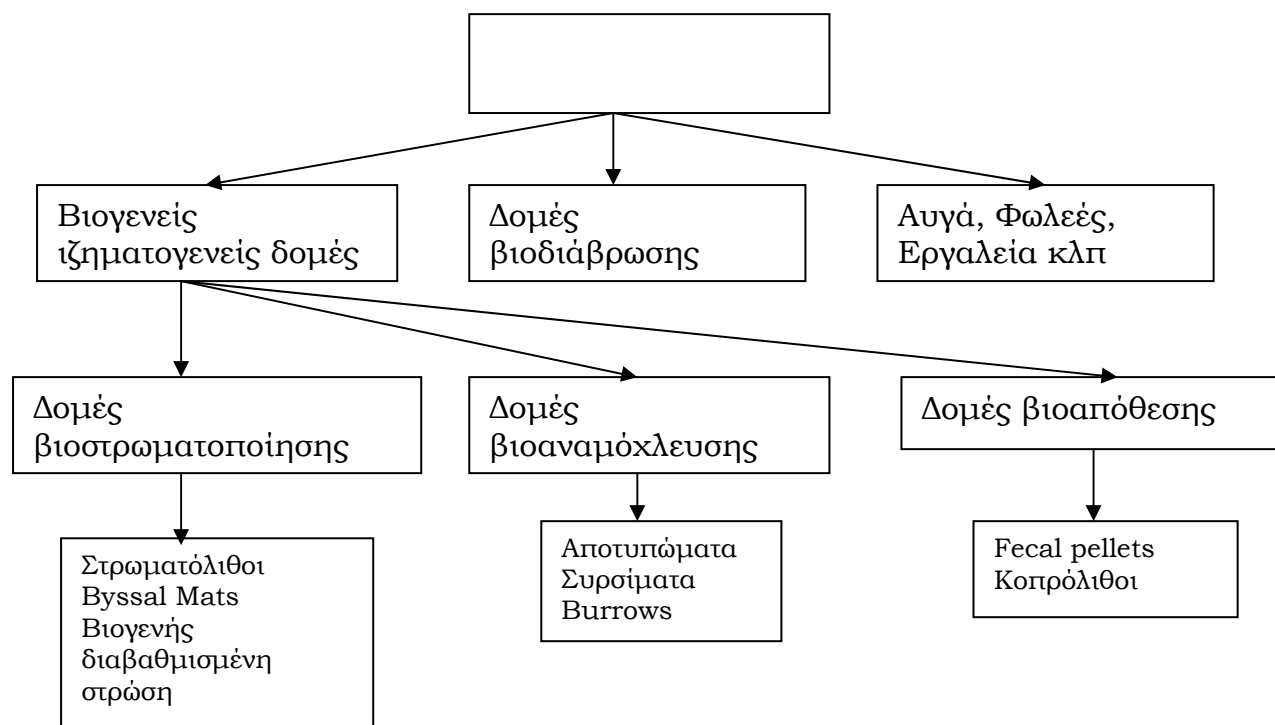 Βιογενείς
ιζηματογενείς δομές
Δομές
βιοδιάβρωσης
Αυγά, Φωλεές,
Εργαλεία κλπ
Δομές
βιοστρωματοποίησης
Δομές
βιοαναμόχλευσης
Δομές βιοαπόθεσης
Στρωματόλιθοι
Byssal Mats
Βιογενής
διαβαθμισμένη
στρώση
Αποτυπώματα
Συρσίματα
Burrows
Fecal pellets
Κοπρόλιθοι